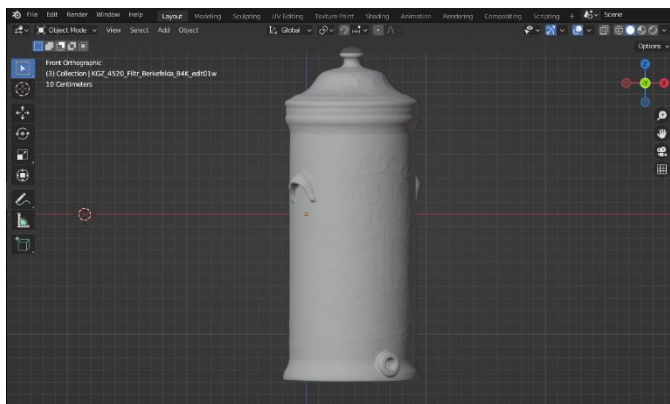 File Edit Render Window Help Layout Modeling Sculpting UV Editing Texture Paint Shading Animation Rendering Compositing Scripting + Scene
Object Mode View Select Add Object Global
Options
Front Orthographic
(3) Collection | KGZ_4520_Filtr_Berkefelda_84K_edit01w
10 Centimeters
Z
Y
X